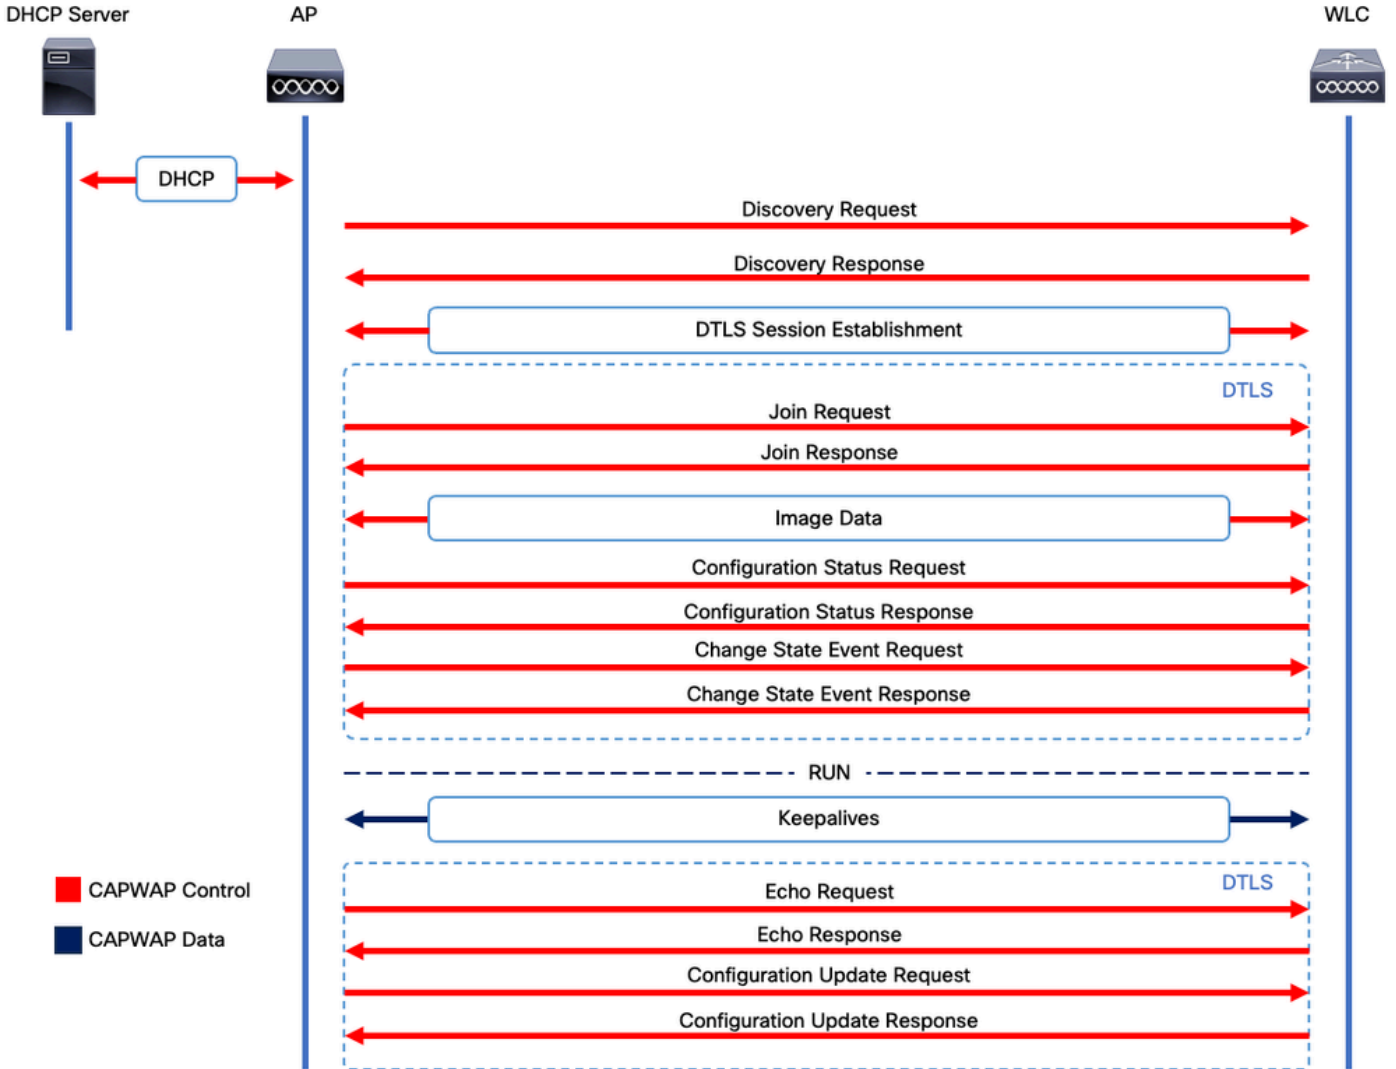 DHCP Server
AP
WLC
DHCP
Discovery Request
Discovery Response
DTLS Session Establishment
DTLS
Join Request
Join Response
Image Data
Configuration Status Request
Configuration Status Response
Change State Event Request
Change State Event Response
RUN
Keepalives
CAPWAP Control
CAPWAP Data
DTLS
Echo Request
Echo Response
Configuration Update Request
Configuration Update Response